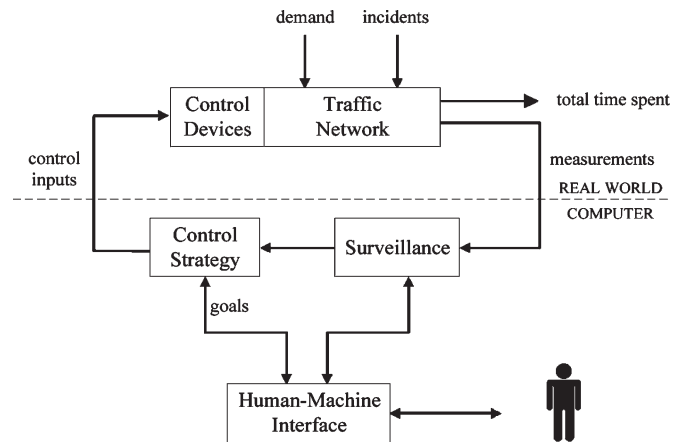 demand
incidents
Control
Devices
Traffic
Network
total time spent
control
inputs
measurements
REAL WORLD
COMPUTER
Control
Strategy
Surveillance
goals
Human-Machine
Interface